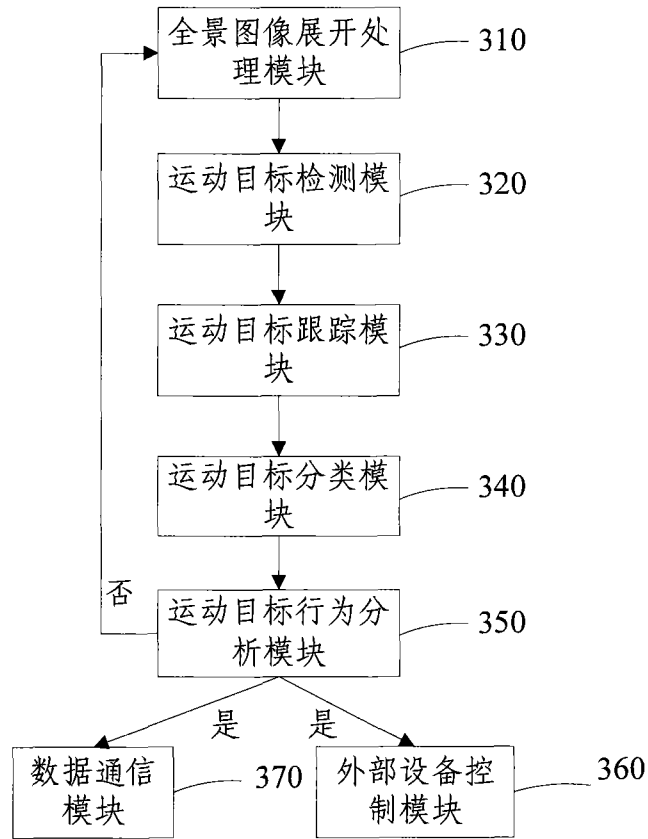 全景图像展开处
理模块
310
运动目标检测模
块
320
运动目标跟踪模
块
330
运动目标分类模
块
340
否
运动目标行为分
析模块
350
是
是
数据通信
模块
370
外部设备控
制模块
360